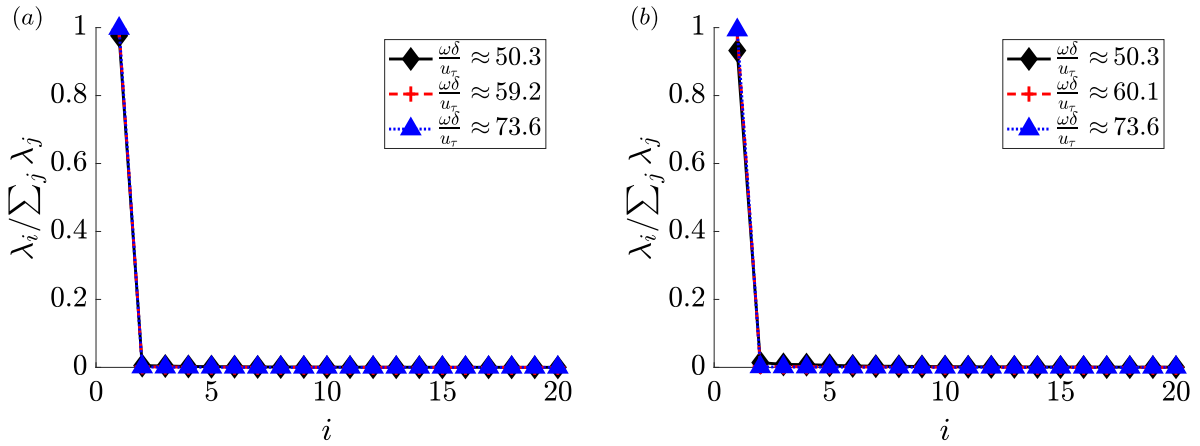 (a)
λ_i/∑_j λ_j
1
0.8
0.6
0.4
0.2
0
0 5 10 15 20
i
ωδ/u_τ ≈ 50.3
ωδ/u_τ ≈ 59.2
ωδ/u_τ ≈ 73.6
(b)
λ_i/∑_j λ_j
1
0.8
0.6
0.4
0.2
0
0 5 10 15 20
i
ωδ/u_τ ≈ 50.3
ωδ/u_τ ≈ 60.1
ωδ/u_τ ≈ 73.6